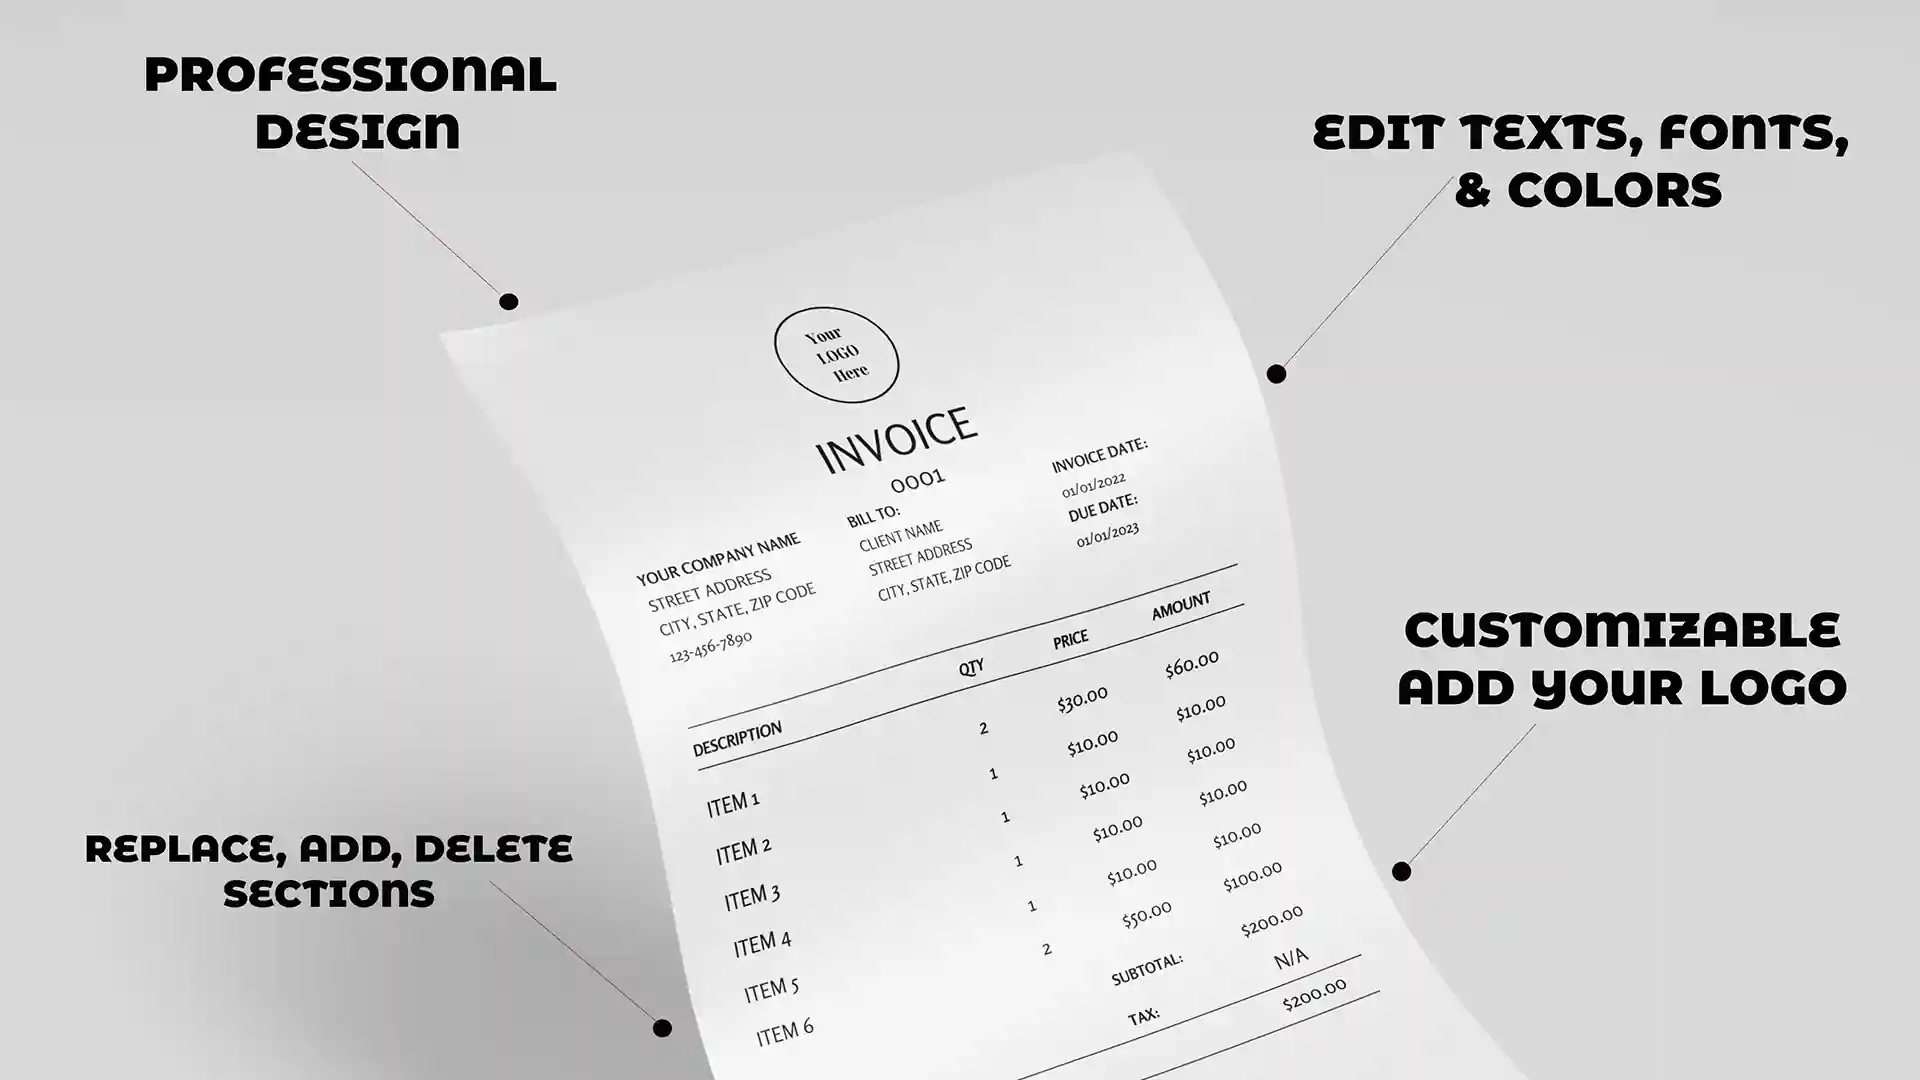 PROFESSIONAL
DESIGN
EDIT TEXTS, FONTS,
& COLORS
Your
LOGO
Here
INVOICE
0001
YOUR COMPANY NAME
STREET ADDRESS
CITY, STATE, ZIP CODE
123-456-7890
BILL TO:
CLIENT NAME
STREET ADDRESS
CITY, STATE, ZIP CODE
INVOICE DATE:
01/01/2022
DUE DATE:
01/01/2023
DESCRIPTION QTY PRICE AMOUNT
ITEM 1 2 $30.00 $60.00
ITEM 2 1 $10.00 $10.00
ITEM 3 1 $10.00 $10.00
ITEM 4 1 $10.00 $10.00
ITEM 5 1 $10.00 $10.00
ITEM 6 2 $50.00 $100.00
SUBTOTAL: $200.00
TAX: N/A
$200.00
CUSTOMIZABLE
ADD YOUR LOGO
REPLACE, ADD, DELETE
SECTIONS